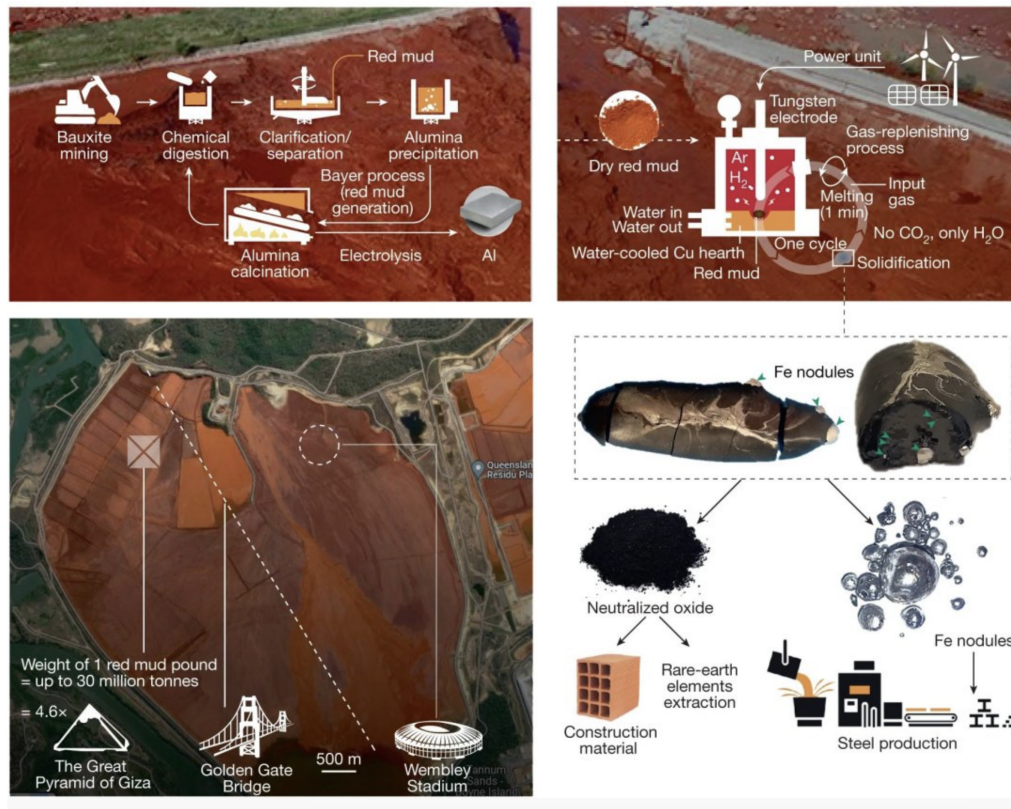 Red mud
Bauxite
mining
Chemical
digestion
Clarification/
separation
Alumina
precipitation
Bayer process
(red mud
generation)
Alumina
calcination
Electrolysis
Al
Power unit
Tungsten
electrode
Gas-replenishing
process
Dry red mud
Ar
H2
Melting
(1 min)
Input
gas
Water in
Water out
No CO2, only H2O
One cycle
Water-cooled Cu hearth
Solidification
Red mud
Queenslan
Residu Pla
Weight of 1 red mud pound
= up to 30 million tonnes
= 4.6×
The Great
Pyramid of Giza
Golden Gate
Bridge
500 m
Wembley
Stadium
Sands -
Fe nodules
Neutralized oxide
Fe nodules
Construction
material
Rare-earth
elements
extraction
Steel production